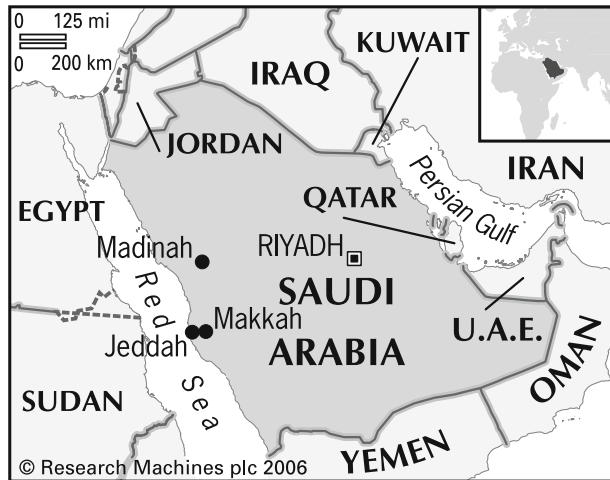 0 125 mi
0 200 km
KUWAIT
IRAQ
JORDAN
IRAN
EGYPT
QATAR
Persian Gulf
Madinah
RIYADH
SAUDI
ARABIA
Red Sea
Makkah
Jeddah
U.A.E.
OMAN
SUDAN
YEMEN
© Research Machines plc 2006